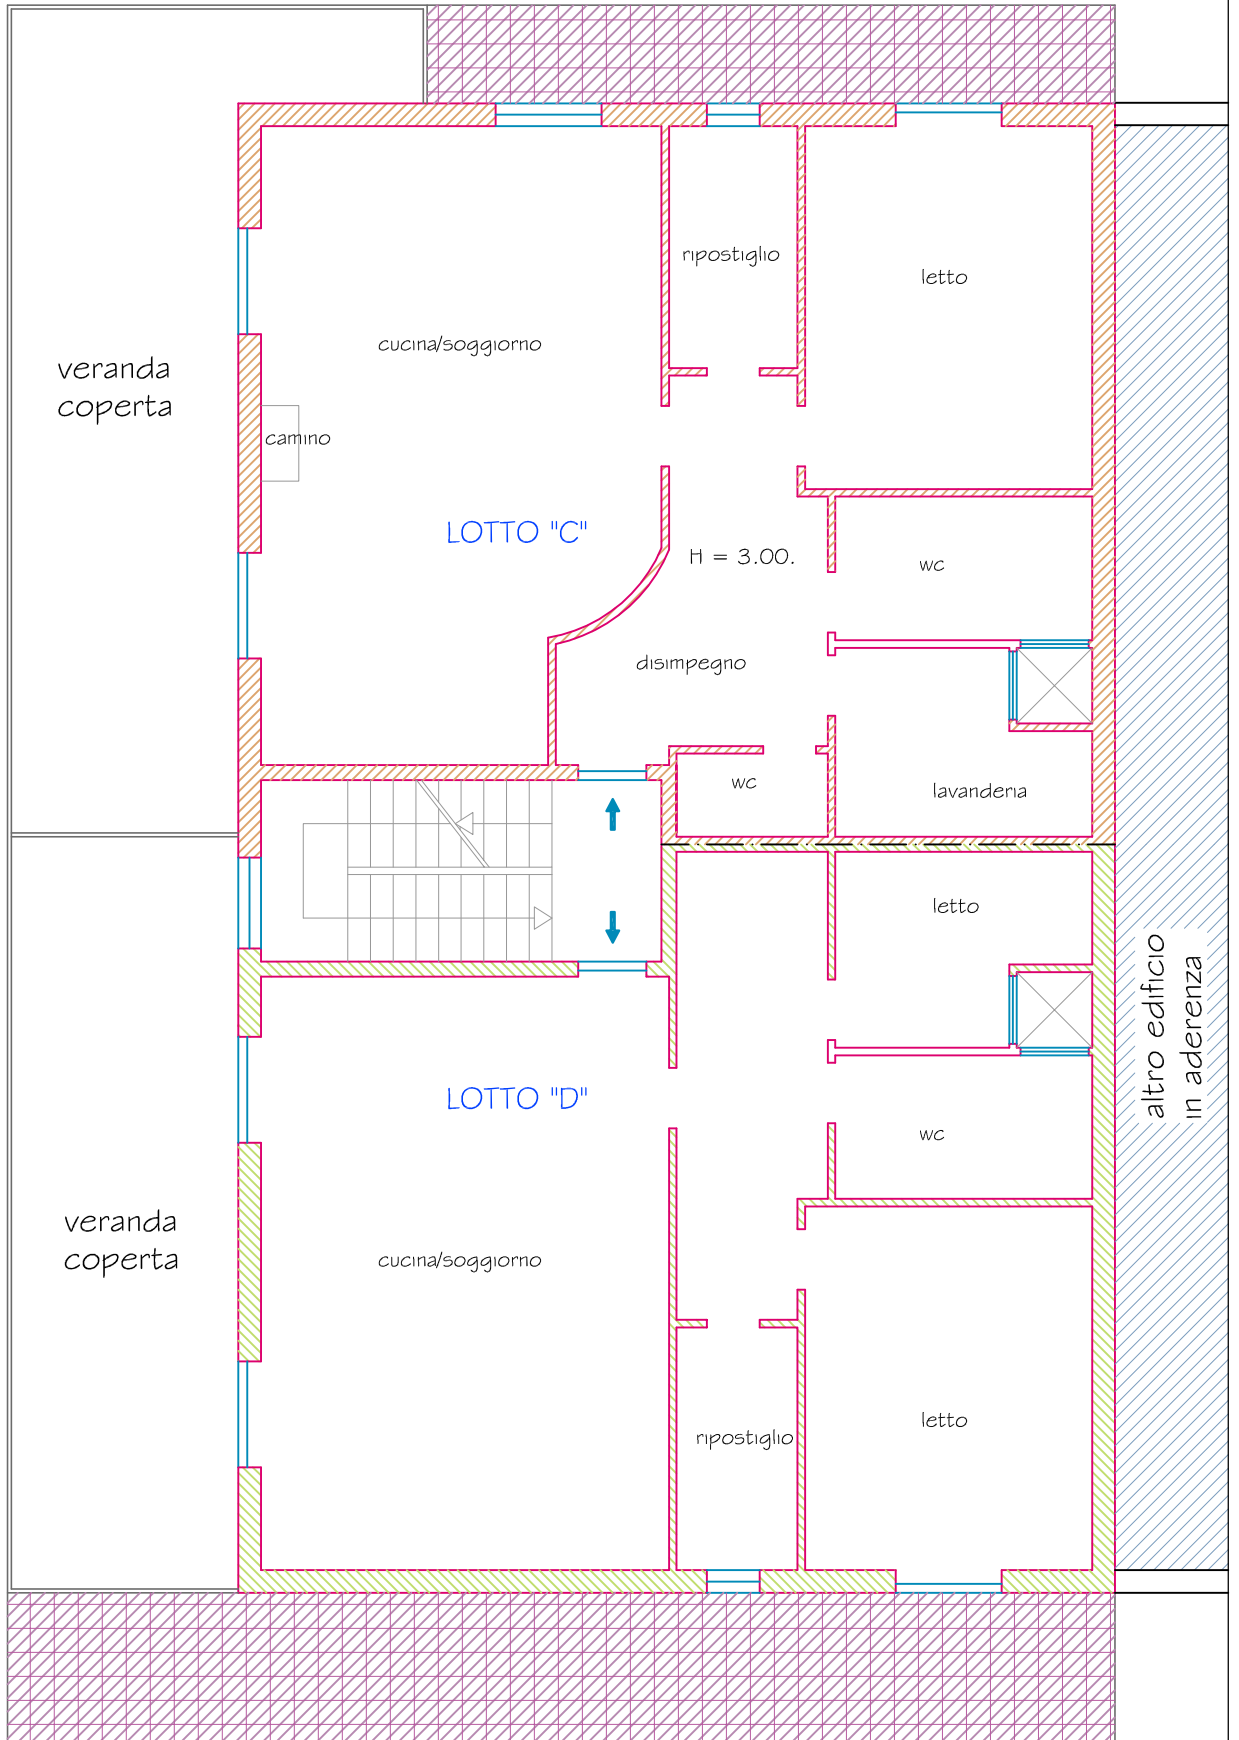 ripostiglio
letto
cucina/soggiorno
veranda
coperta
camino
LOTTO "C"
H = 3.00.
wc
disimpegno
wc
lavanderia
letto
altro edificio
in aderenza
LOTTO "D"
wc
veranda
coperta
cucina/soggiorno
letto
ripostiglio